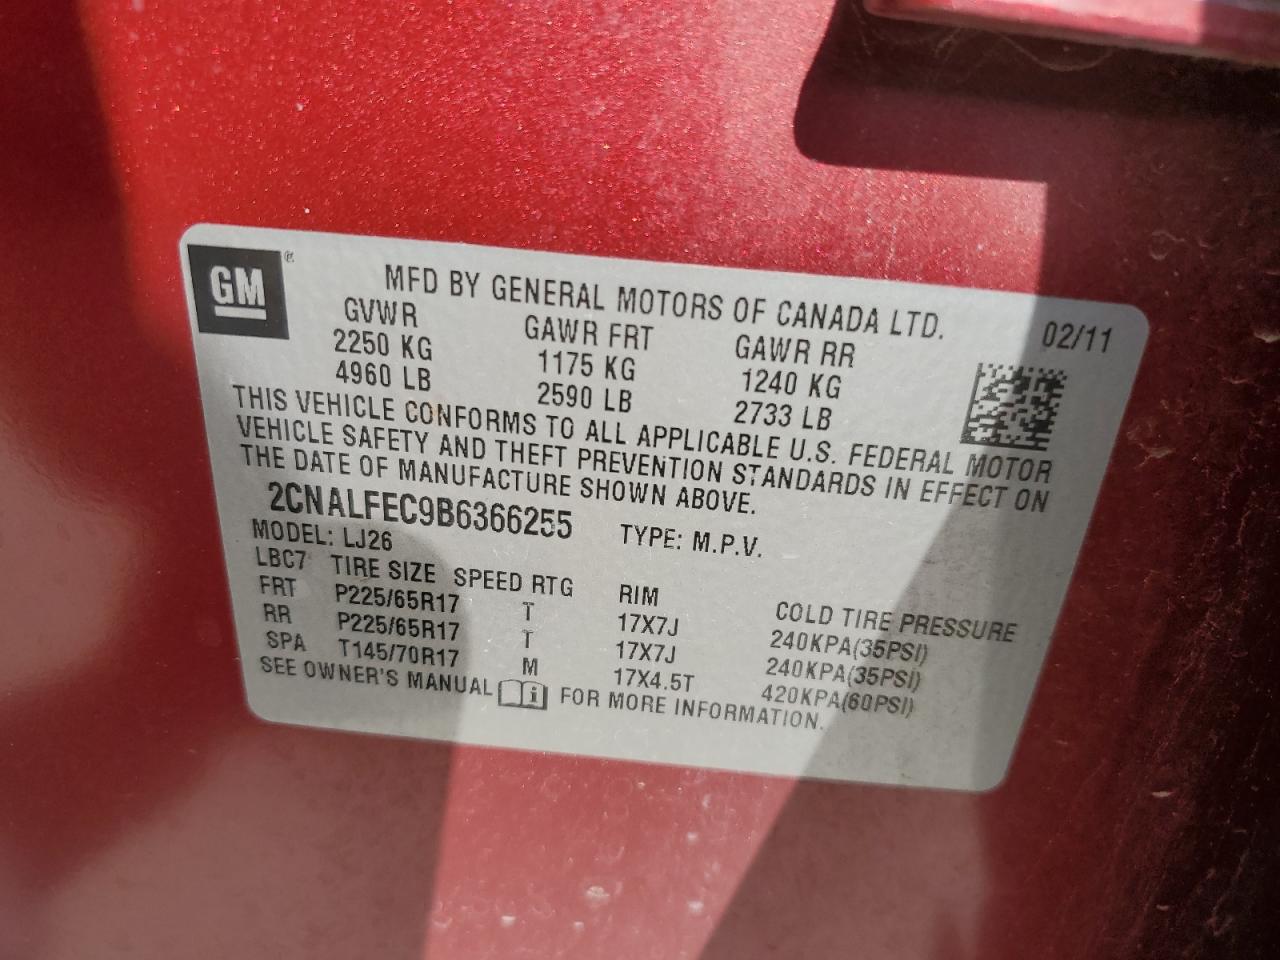 GM ®
MFD BY GENERAL MOTORS OF CANADA LTD.
02/11
GVWR GAWR FRT GAWR RR
2250 KG 1175 KG 1240 KG
4960 LB 2590 LB 2733 LB
THIS VEHICLE CONFORMS TO ALL APPLICABLE U.S. FEDERAL MOTOR
VEHICLE SAFETY AND THEFT PREVENTION STANDARDS IN EFFECT ON
THE DATE OF MANUFACTURE SHOWN ABOVE.
2CNALFEC9B6366255 TYPE: M.P.V.
MODEL: LJ26
LBC7 TIRE SIZE SPEED RTG RIM COLD TIRE PRESSURE
FRT P225/65R17 T 17X7J 240KPA(35PSI)
RR P225/65R17 T 17X7J 240KPA(35PSI)
SPA T145/70R17 M 17X4.5T 420KPA(60PSI)
SEE OWNER'S MANUAL i FOR MORE INFORMATION.